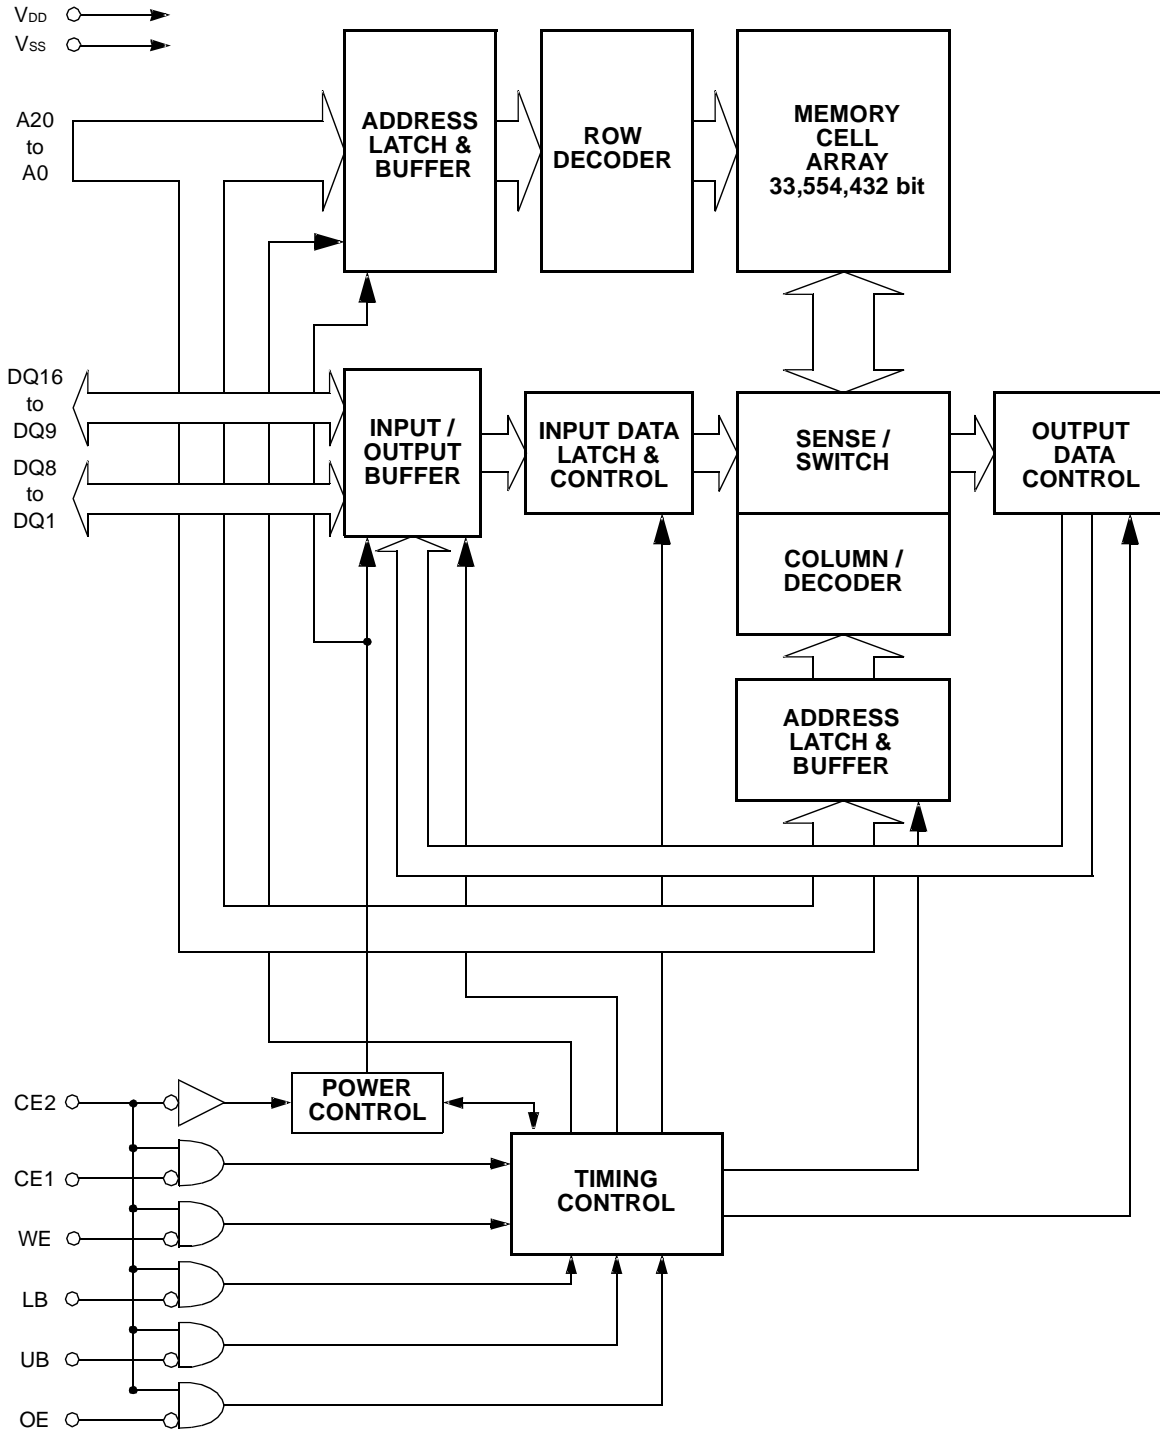 VDD
VSS
A20
to
A0
ADDRESS
LATCH &
BUFFER
ROW
DECODER
MEMORY
CELL
ARRAY
33,554,432 bit
DQ16
to
DQ9
DQ8
to
DQ1
INPUT /
OUTPUT
BUFFER
INPUT DATA
LATCH &
CONTROL
SENSE /
SWITCH
OUTPUT
DATA
CONTROL
COLUMN /
DECODER
ADDRESS
LATCH &
BUFFER
CE2
POWER
CONTROL
CE1
TIMING
CONTROL
WE
LB
UB
OE